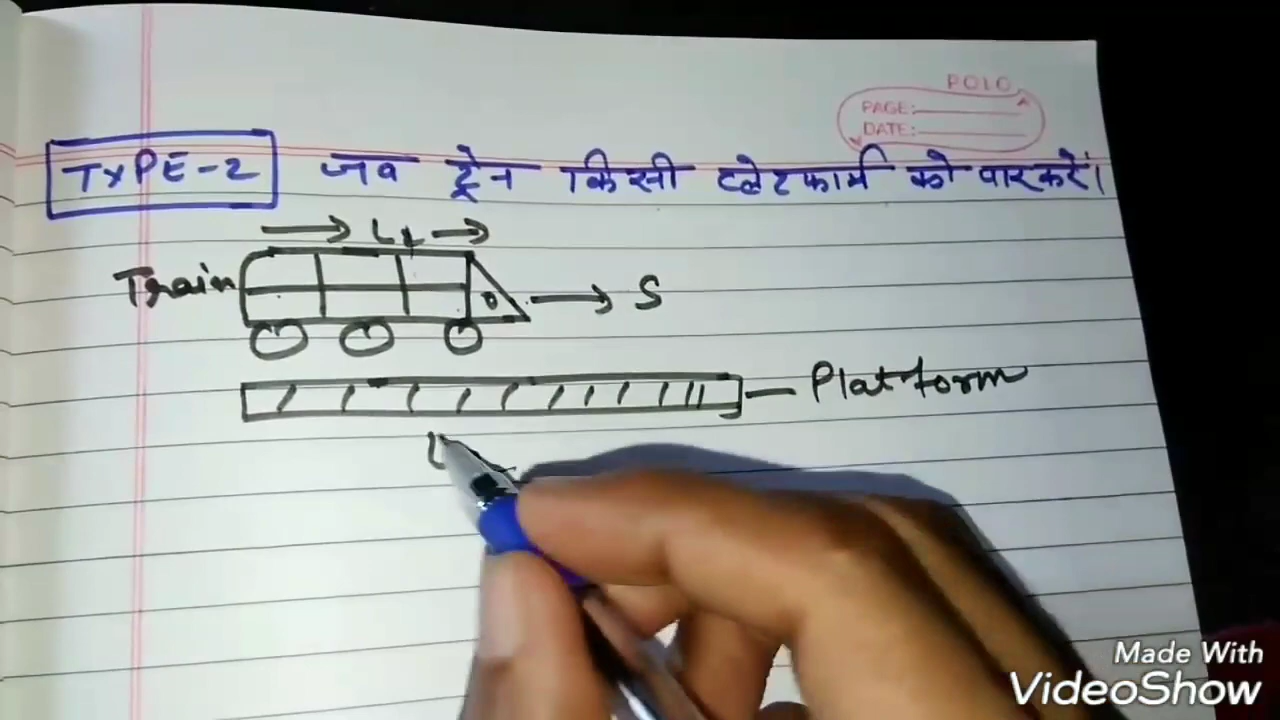 POLO
PAGE:
DATE:
TYPE-2 जब ट्रेन किसी प्लेटफार्म को पार करें।
Lt
Train
S
Platform
L
Made With
VideoShow